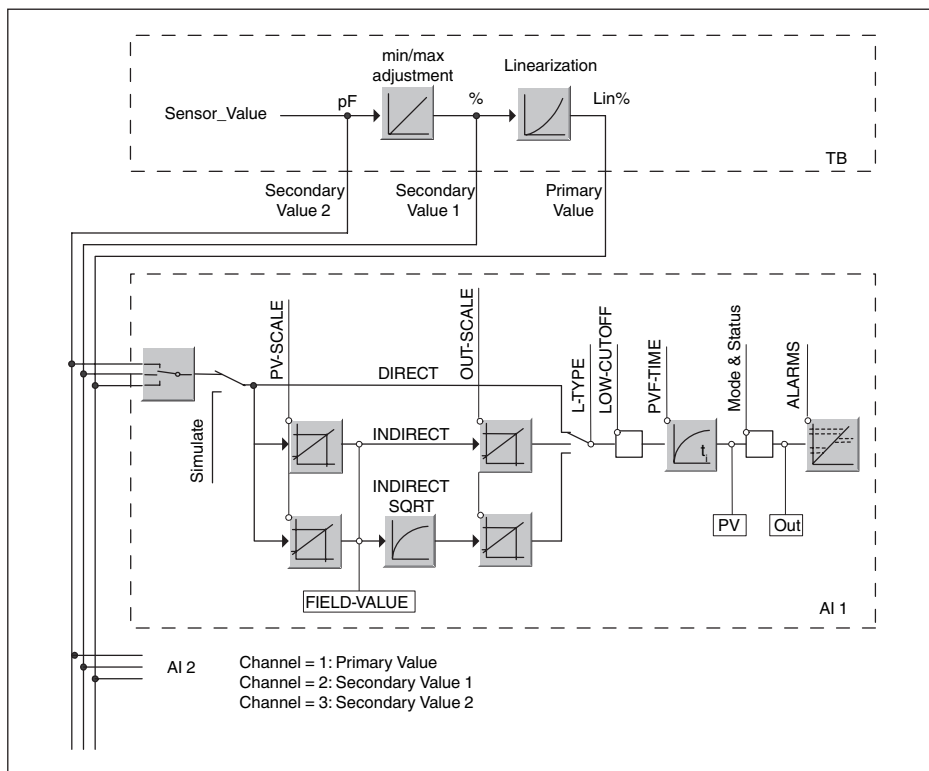 min/max
adjustment
Linearization
Sensor_Value
pF
%
Lin%
TB
Secondary
Value 2
Secondary
Value 1
Primary
Value
PV-SCALE
OUT-SCALE
L-TYPE
LOW-CUTOFF
PVF-TIME
Mode & Status
ALARMS
DIRECT
Simulate
INDIRECT
INDIRECT
SQRT
ti
PV
Out
FIELD-VALUE
AI 1
AI 2
Channel = 1: Primary Value
Channel = 2: Secondary Value 1
Channel = 3: Secondary Value 2